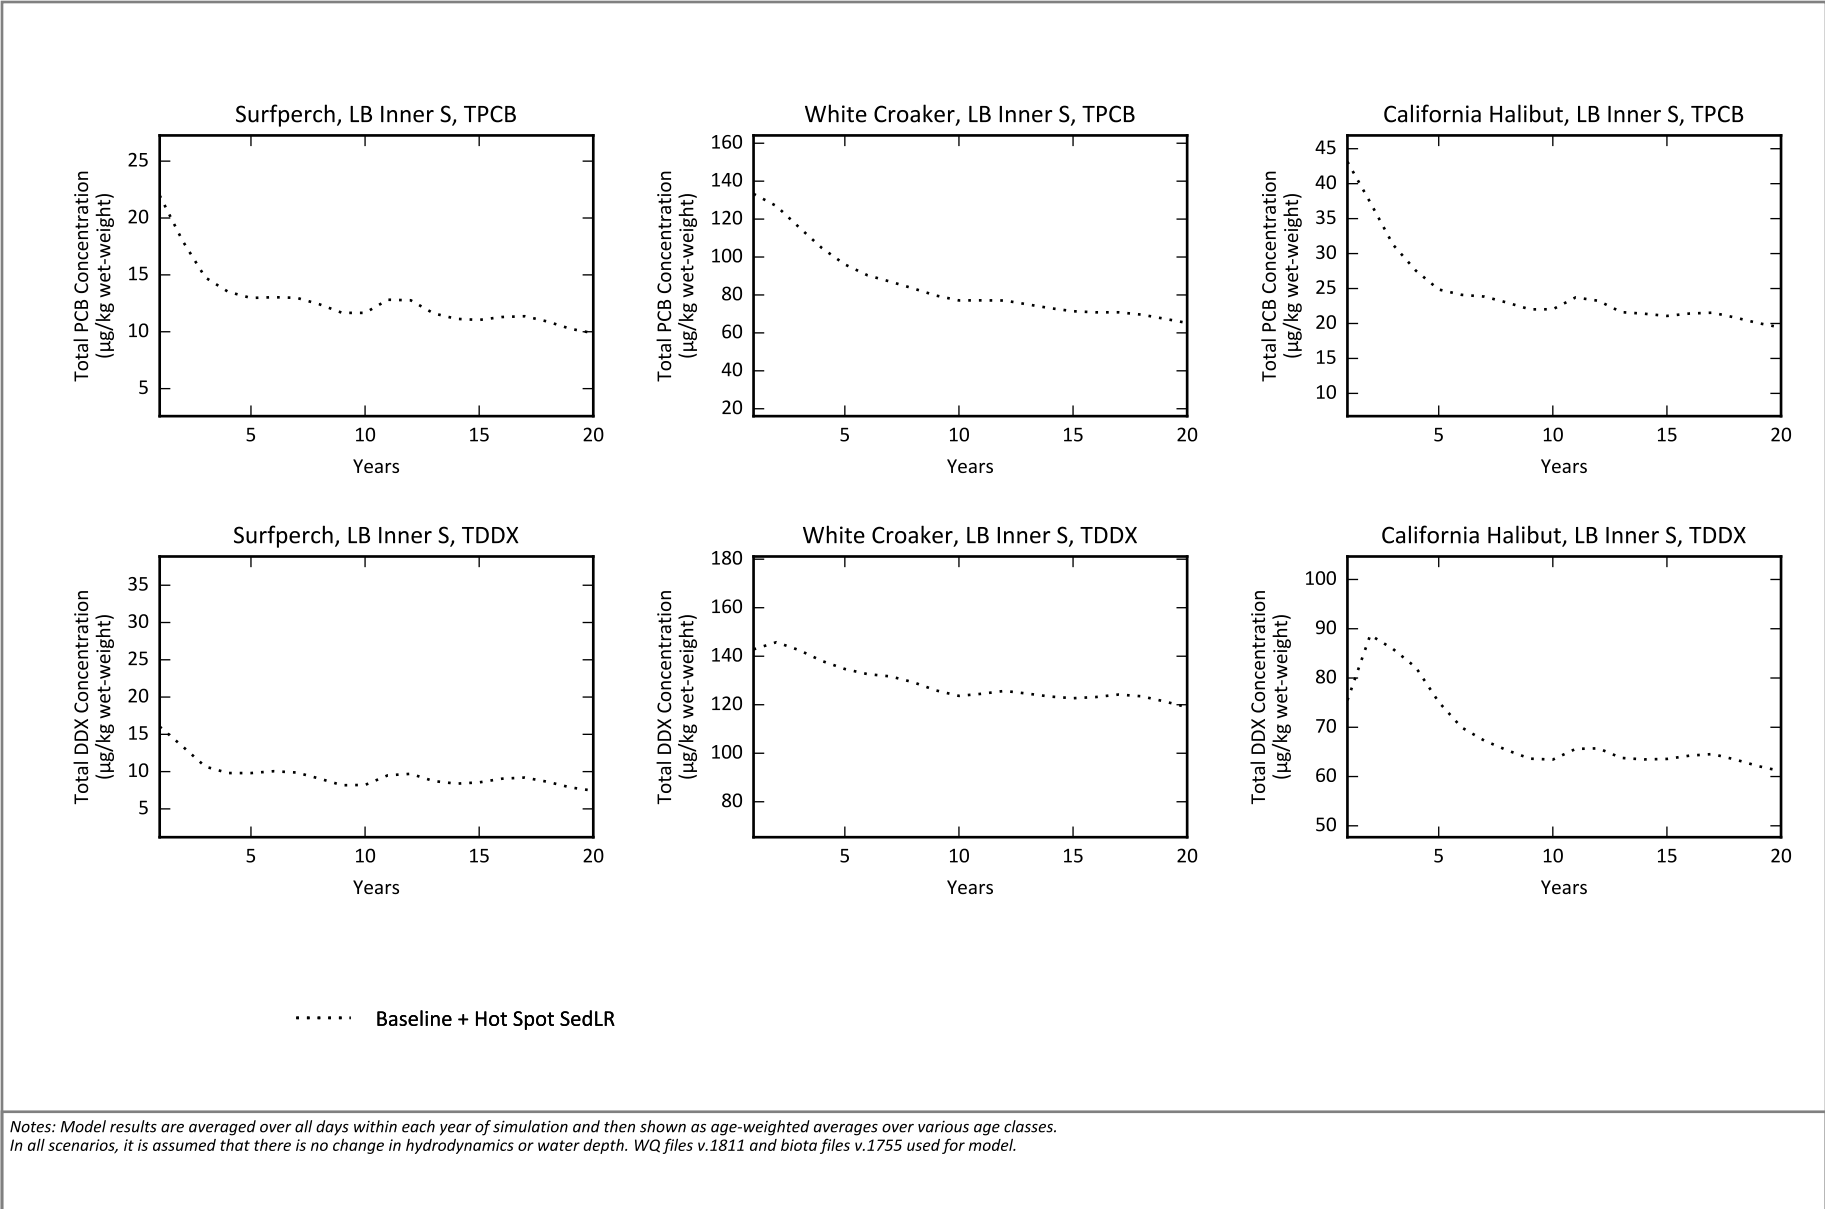 Surfperch, LB Inner S, TPCB
Total PCB Concentration
(µg/kg wet-weight)
25
20
15
10
5
5 10 15 20
Years
White Croaker, LB Inner S, TPCB
Total PCB Concentration
(µg/kg wet-weight)
160
140
120
100
80
60
40
20
5 10 15 20
Years
California Halibut, LB Inner S, TPCB
Total PCB Concentration
(µg/kg wet-weight)
45
40
35
30
25
20
15
10
5 10 15 20
Years
Surfperch, LB Inner S, TDDX
Total DDX Concentration
(µg/kg wet-weight)
35
30
25
20
15
10
5
5 10 15 20
Years
White Croaker, LB Inner S, TDDX
Total DDX Concentration
(µg/kg wet-weight)
180
160
140
120
100
80
5 10 15 20
Years
California Halibut, LB Inner S, TDDX
Total DDX Concentration
(µg/kg wet-weight)
100
90
80
70
60
50
5 10 15 20
Years
Baseline + Hot Spot SedLR
Notes: Model results are averaged over all days within each year of simulation and then shown as age-weighted averages over various age classes.
In all scenarios, it is assumed that there is no change in hydrodynamics or water depth. WQ files v.1811 and biota files v.1755 used for model.